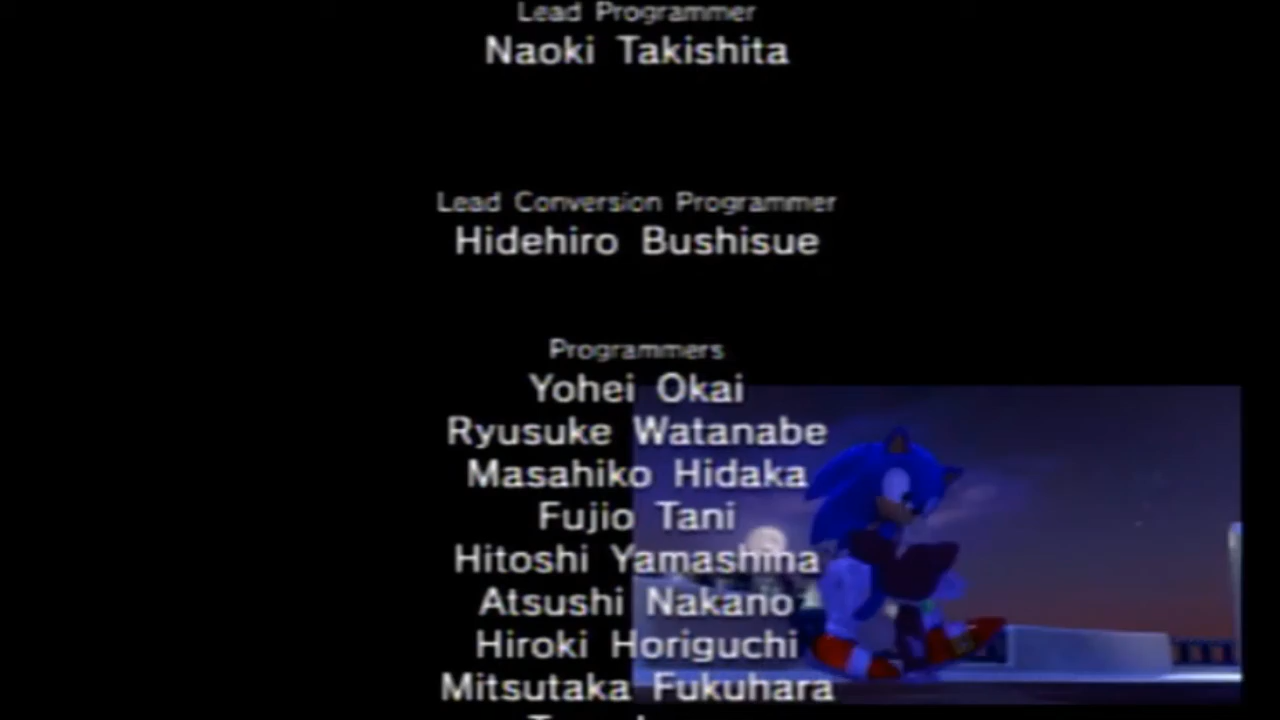 Lead Programmer
Naoki Takishita
Lead Conversion Programmer
Hidehiro Bushisue
Programmers
Yohei Okai
Ryusuke Watanabe
Masahiko Hidaka
Fujio Tani
Hitoshi Yamashina
Atsushi Nakano
Hiroki Horiguchi
Mitsutaka Fukuhara